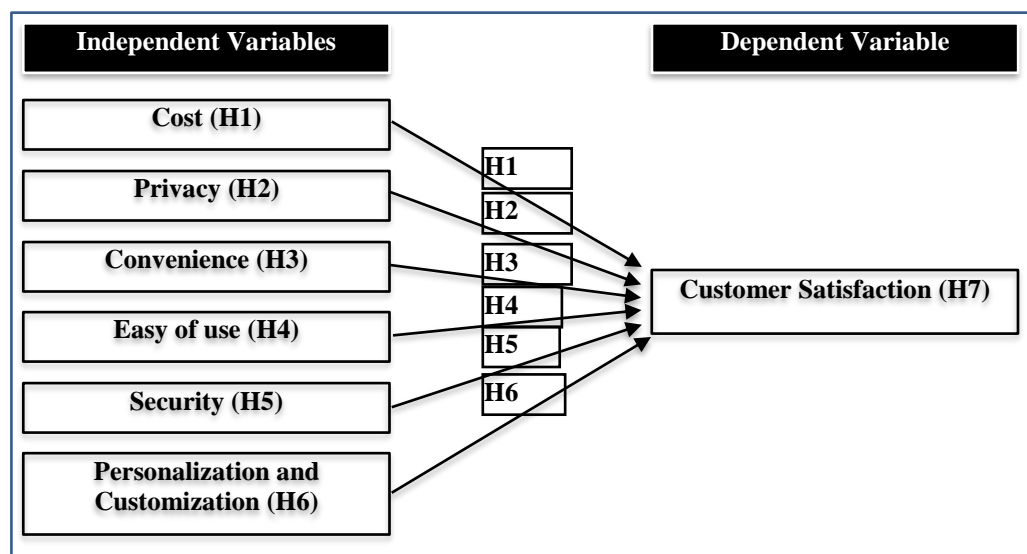 Independent Variables
Dependent Variable
Cost (H1)
Privacy (H2)
Convenience (H3)
Easy of use (H4)
Security (H5)
Personalization and
Customization (H6)
H1
H2
H3
H4
H5
H6
Customer Satisfaction (H7)